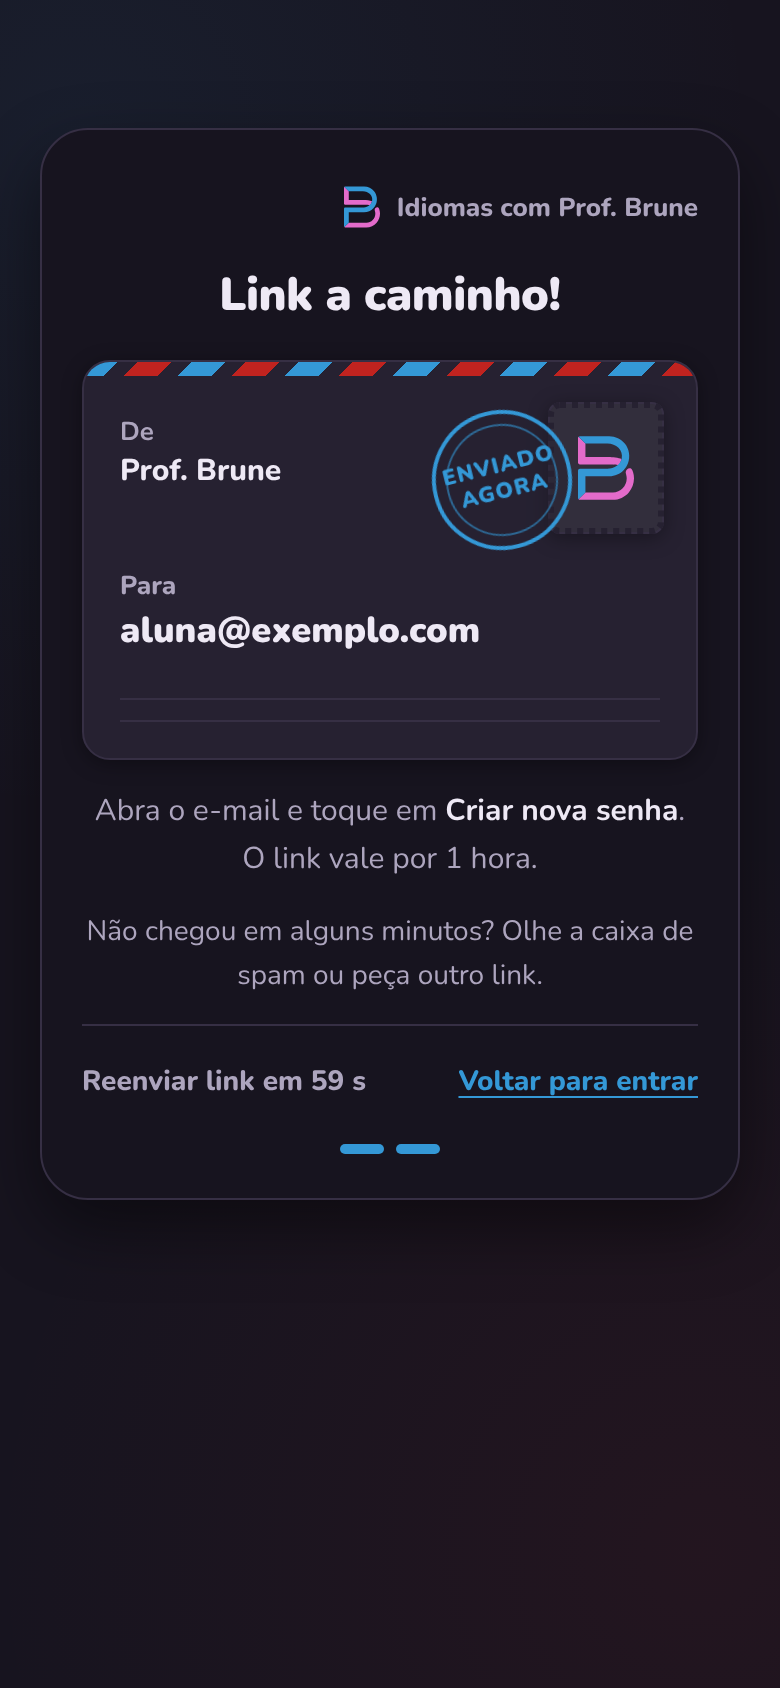 Idiomas com Prof. Brune
Link a caminho!
De
Prof. Brune
ENVIADO
AGORA
Para
aluna@exemplo.com
Abra o e-mail e toque em Criar nova senha.
O link vale por 1 hora.
Não chegou em alguns minutos? Olhe a caixa de
spam ou peça outro link.
Reenviar link em 59 s
Voltar para entrar